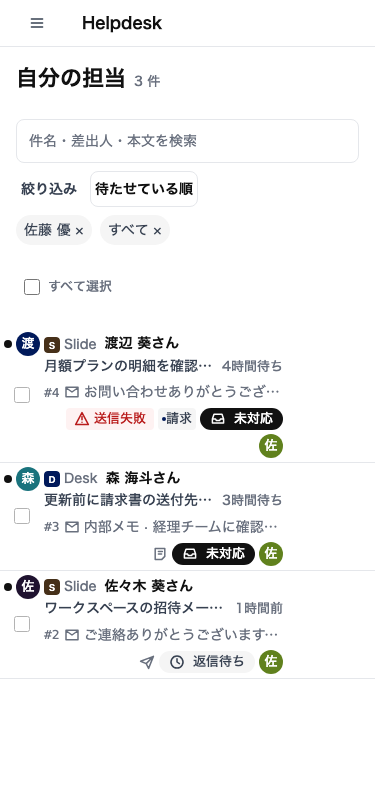 Helpdesk
自分の担当 3 件
件名・差出人・本文を検索
絞り込み 待たせている順
佐藤 優 × すべて ×
すべて選択
渡 S Slide 渡辺 葵さん
月額プランの明細を確認… 4時間待ち
#4 お問い合わせありがとうござ…
送信失敗 •請求 未対応
佐
森 D Desk 森 海斗さん
更新前に請求書の送付先… 3時間待ち
#3 内部メモ · 経理チームに確認…
未対応 佐
佐 S Slide 佐々木 葵さん
ワークスペースの招待メー… 1時間前
#2 ご連絡ありがとうございます…
返信待ち 佐